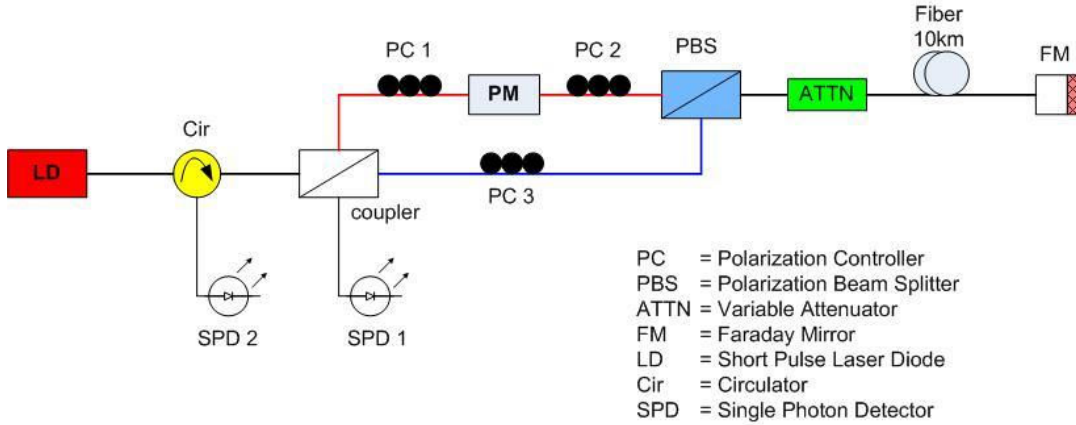 Fiber
10km
PC 1
PC 2
PBS
FM
PM
ATTN
Cir
LD
PC 3
coupler
SPD 2
SPD 1
PC = Polarization Controller
PBS = Polarization Beam Splitter
ATTN = Variable Attenuator
FM = Faraday Mirror
LD = Short Pulse Laser Diode
Cir = Circulator
SPD = Single Photon Detector